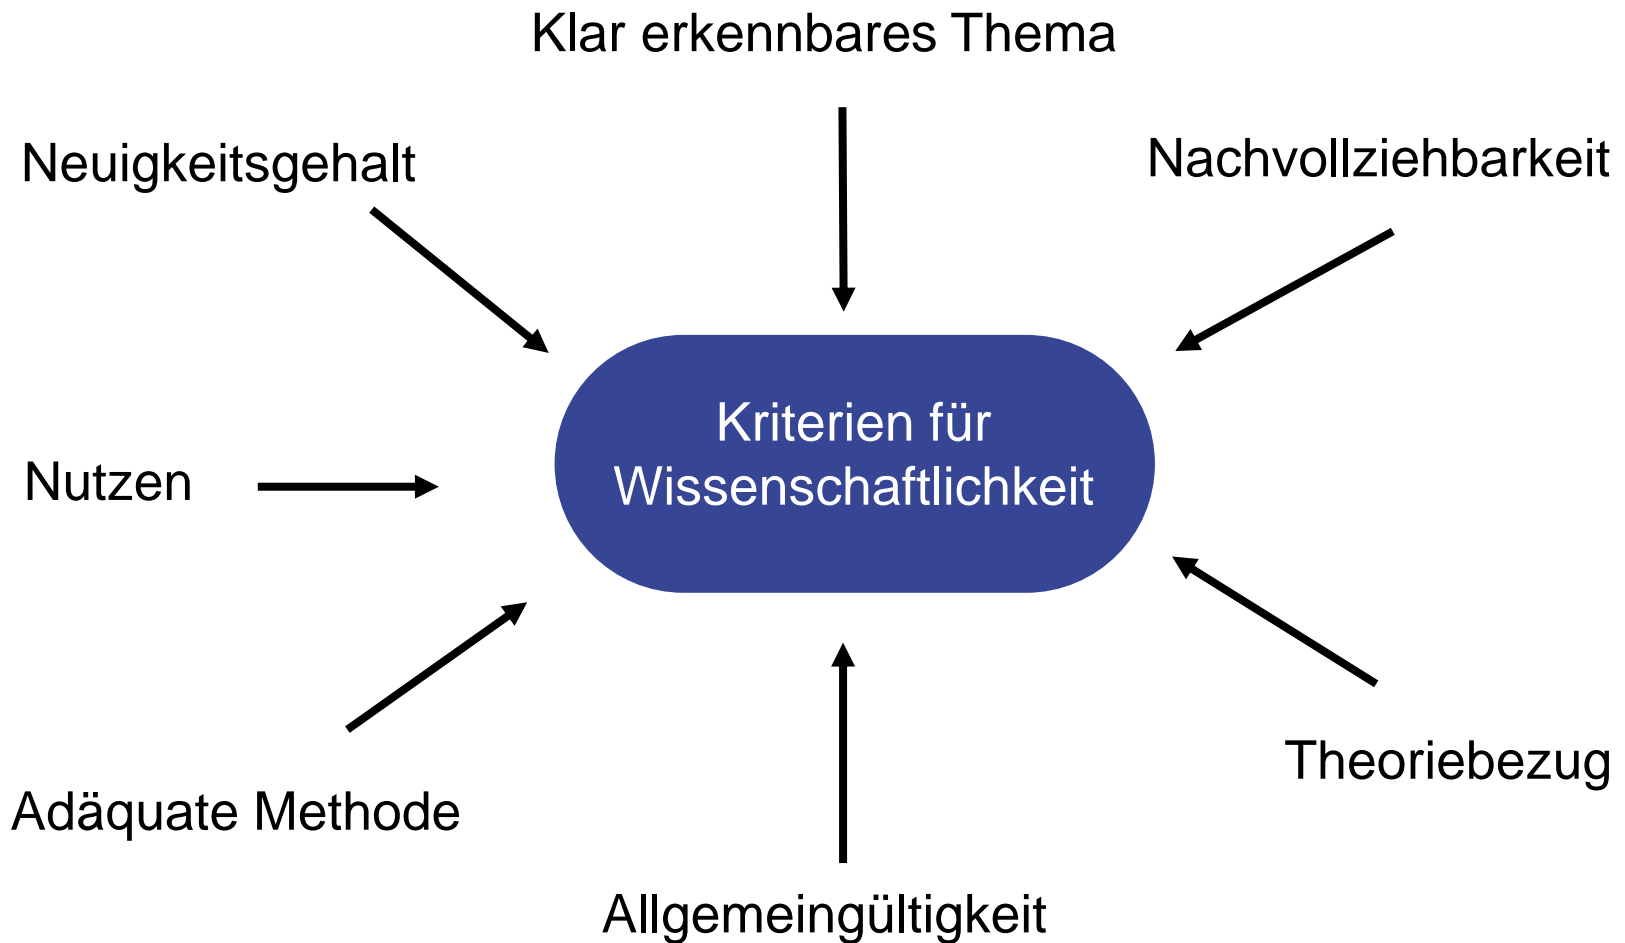 Klar erkennbares Thema
Neuigkeitsgehalt
Nachvollziehbarkeit
Kriterien für
Wissenschaftlichkeit
Nutzen
Theoriebezug
Adäquate Methode
Allgemeingültigkeit